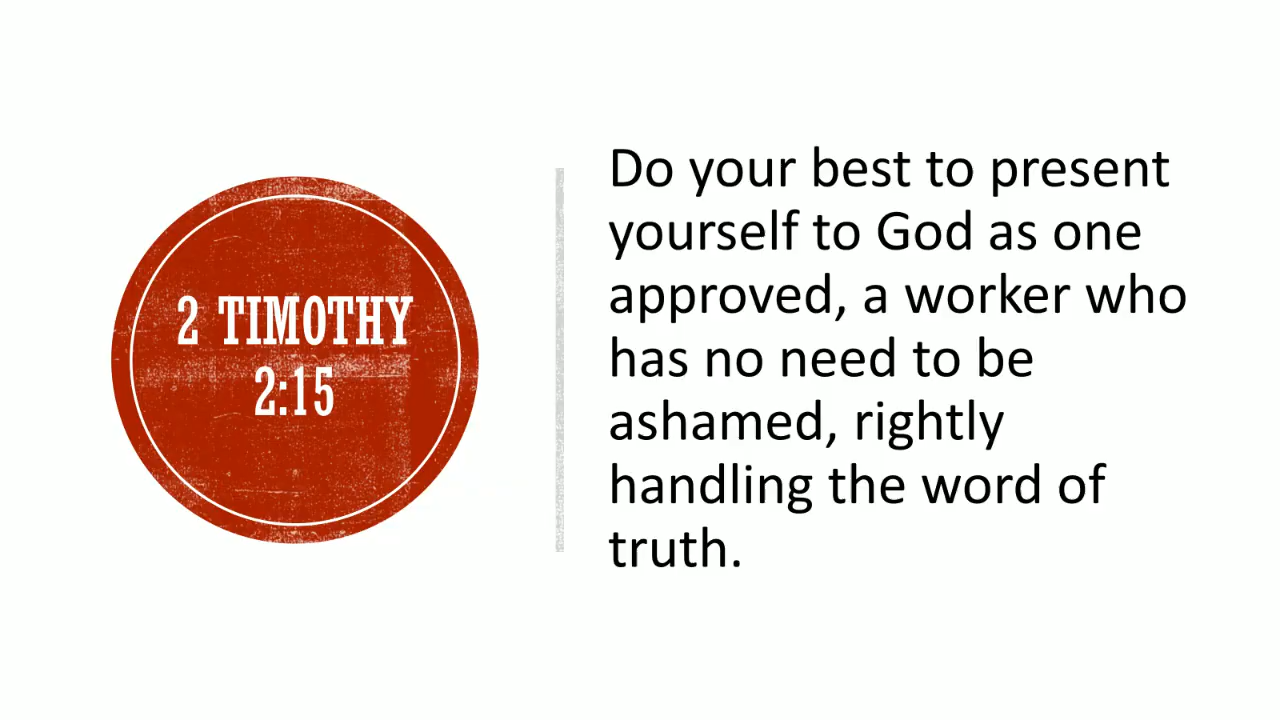 2 TIMOTHY
2:15
Do your best to present
yourself to God as one
approved, a worker who
has no need to be
ashamed, rightly
handling the word of
truth.